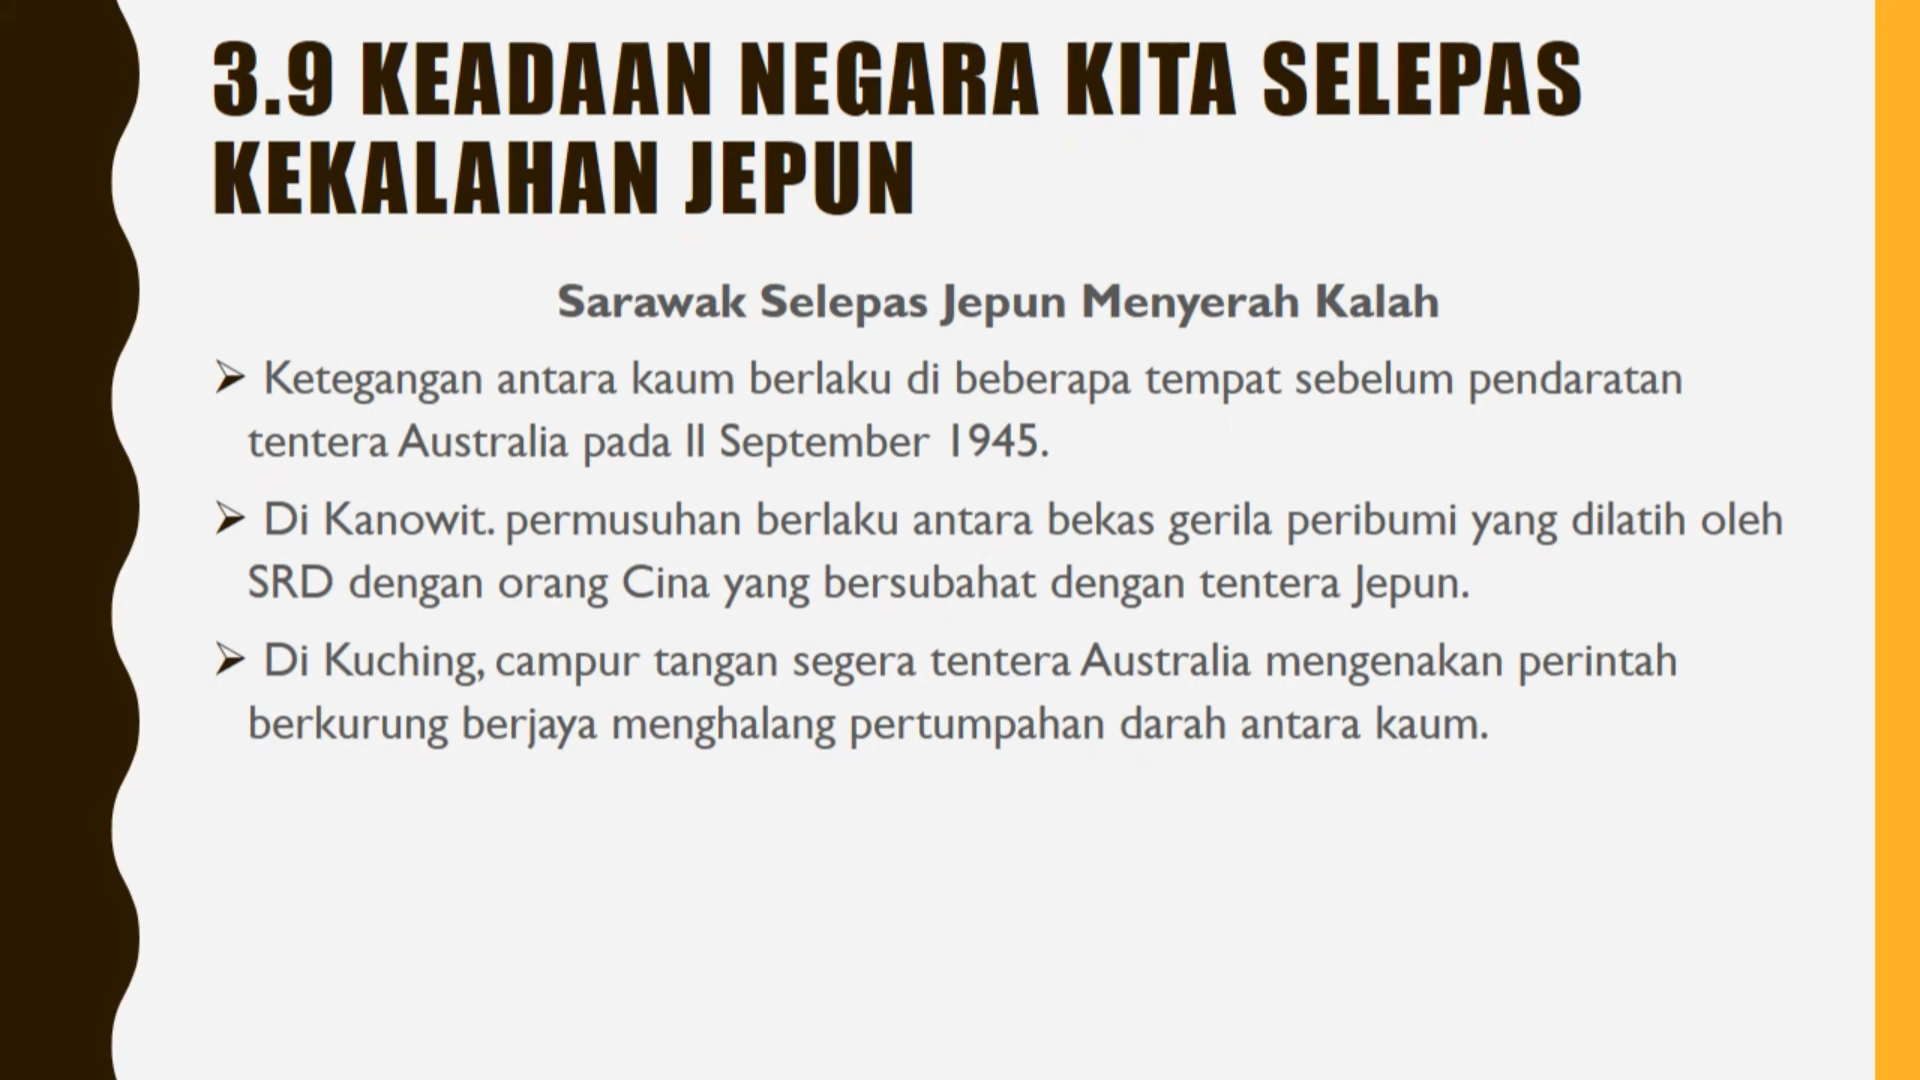 3.9 KEADAAN NEGARA KITA SELEPAS
KEKALAHAN JEPUN
Sarawak Selepas Jepun Menyerah Kalah
➢ Ketegangan antara kaum berlaku di beberapa tempat sebelum pendaratan
tentera Australia pada ll September 1945.
➢ Di Kanowit. permusuhan berlaku antara bekas gerila peribumi yang dilatih oleh
SRD dengan orang Cina yang bersubahat dengan tentera Jepun.
➢ Di Kuching, campur tangan segera tentera Australia mengenakan perintah
berkurung berjaya menghalang pertumpahan darah antara kaum.